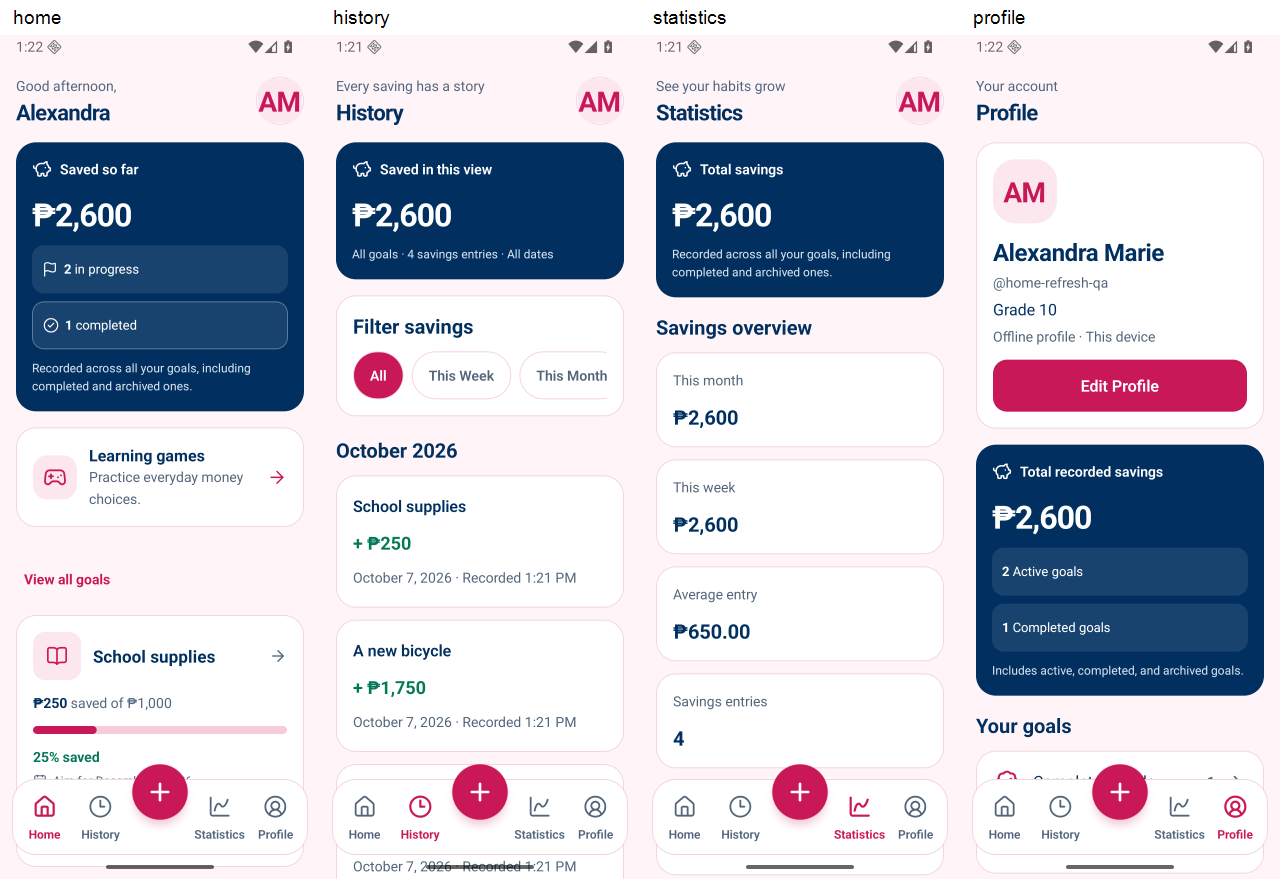 home
1:22
Good afternoon,
Alexandra
AM
Saved so far
₱2,600
2 in progress
1 completed
Recorded across all your goals, including
completed and archived ones.
Learning games
Practice everyday money
choices.
View all goals
School supplies
₱250 saved of ₱1,000
25% saved
Home
History
Statistics
Profile
history
1:21
Every saving has a story
History
AM
Saved in this view
₱2,600
All goals · 4 savings entries · All dates
Filter savings
All
This Week
This Month
October 2026
School supplies
+ ₱250
October 7, 2026 · Recorded 1:21 PM
A new bicycle
+ ₱1,750
October 7, 2026 · Recorded 1:21 PM
Home
History
Statistics
Profile
October 7, 2026 · Recorded 1:21 PM
statistics
1:21
See your habits grow
Statistics
AM
Total savings
₱2,600
Recorded across all your goals, including
completed and archived ones.
Savings overview
This month
₱2,600
This week
₱2,600
Average entry
₱650.00
Savings entries
4
Home
History
Statistics
Profile
profile
1:22
Your account
Profile
AM
Alexandra Marie
@home-refresh-qa
Grade 10
Offline profile · This device
Edit Profile
Total recorded savings
₱2,600
2 Active goals
1 Completed goals
Includes active, completed, and archived goals.
Your goals
Home
History
Statistics
Profile